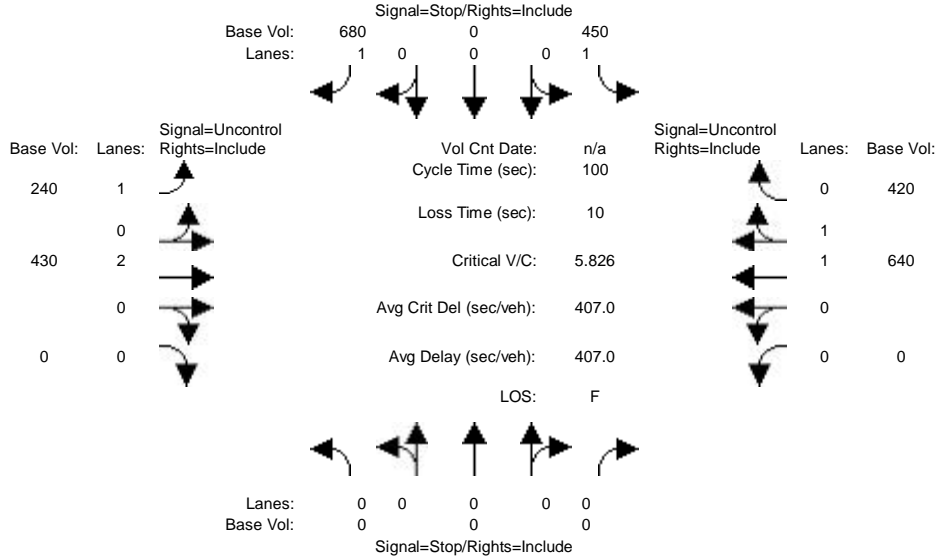 Signal=Stop/Rights=Include
Base Vol: 680 0 450
Lanes: 1 0 0 0 1
Signal=Uncontrol Signal=Uncontrol
Base Vol: Lanes: Rights=Include Vol Cnt Date: n/a Rights=Include Lanes: Base Vol:
Cycle Time (sec): 100
240 1 0 420
Loss Time (sec): 10
0 1
430 2 Critical V/C: 5.826 1 640
0 Avg Crit Del (sec/veh): 407.0 0
0 0 Avg Delay (sec/veh): 407.0 0 0
LOS: F
Lanes: 0 0 0 0 0
Base Vol: 0 0 0
Signal=Stop/Rights=Include